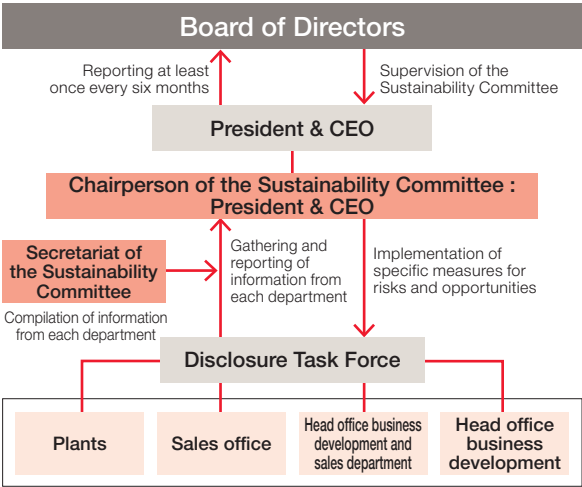 Board of Directors
Reporting at least
once every six months
Supervision of the
Sustainability Committee
President & CEO
Chairperson of the Sustainability Committee :
President & CEO
Secretariat of
the Sustainability
Committee
Compilation of information
from each department
Gathering and
reporting of
information from
each department
Implementation of
specific measures for
risks and opportunities
Disclosure Task Force
Plants
Sales office
Head office business
development and
sales department
Head office
business
development